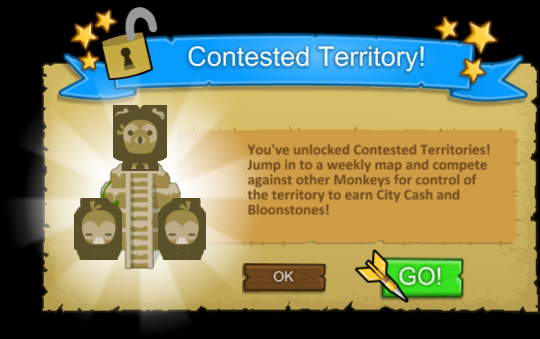 Contested Territory!
You've unlocked Contested Territories!
Jump in to a weekly map and compete
against other Monkeys for control of
the territory to earn City Cash and
Bloonstones!
OK
GO!